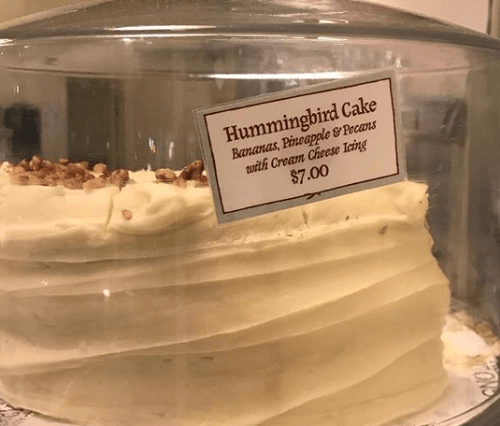 Hummingbird Cake
Bananas, Pineapple & Pecans
with Cream Cheese Icing
$7.00